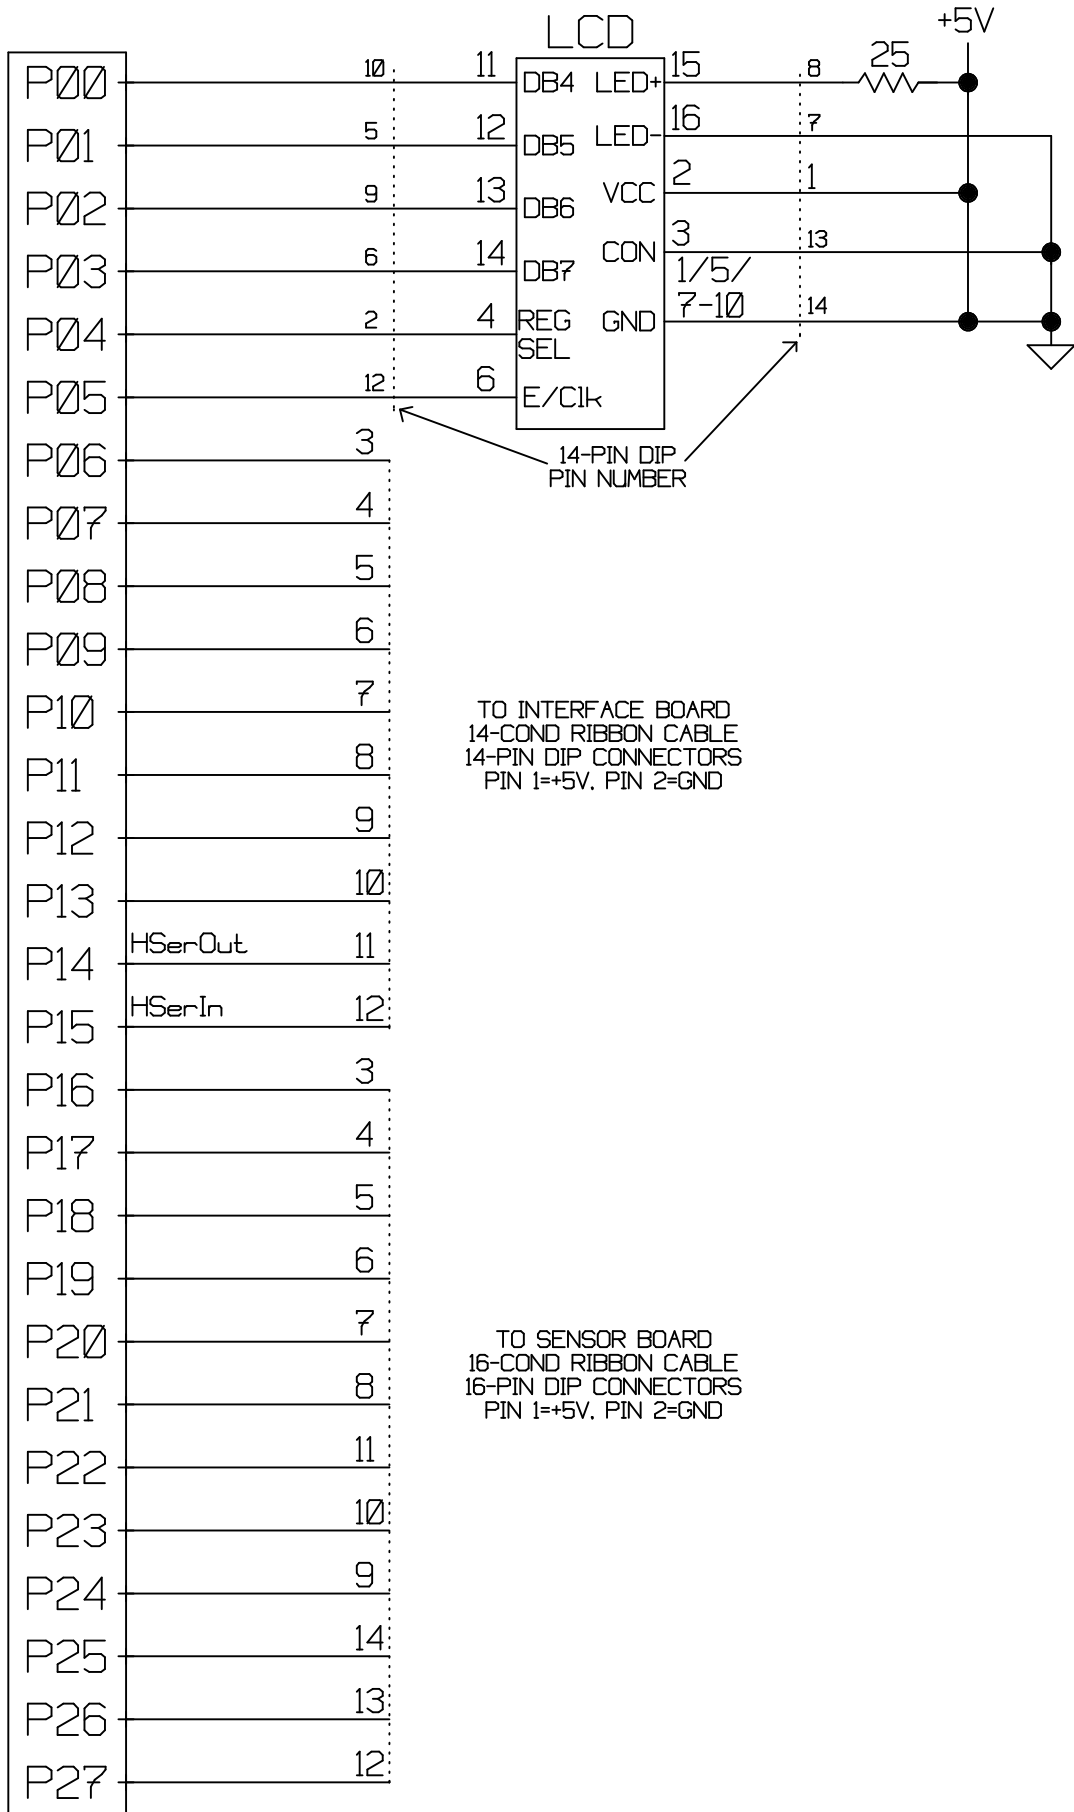 LCD
+5V
P00 10 11 DB4 LED+ 15 8 25
P01 5 12 DB5 LED- 16 7
P02 9 13 DB6 VCC 2 1
P03 6 14 DB7 CON 3 13
1/5/
7-10
P04 2 4 REG SEL GND 14
P05 12 6 E/Clk
14-PIN DIP
PIN NUMBER
P06 3
P07 4
P08 5
P09 6
P10 7
P11 8
P12 9
P13 10
P14 HSerOut 11
P15 HSerIn 12
TO INTERFACE BOARD
14-COND RIBBON CABLE
14-PIN DIP CONNECTORS
PIN 1=+5V, PIN 2=GND
P16 3
P17 4
P18 5
P19 6
P20 7
P21 8
P22 11
P23 10
P24 9
P25 14
P26 13
P27 12
TO SENSOR BOARD
16-COND RIBBON CABLE
16-PIN DIP CONNECTORS
PIN 1=+5V, PIN 2=GND